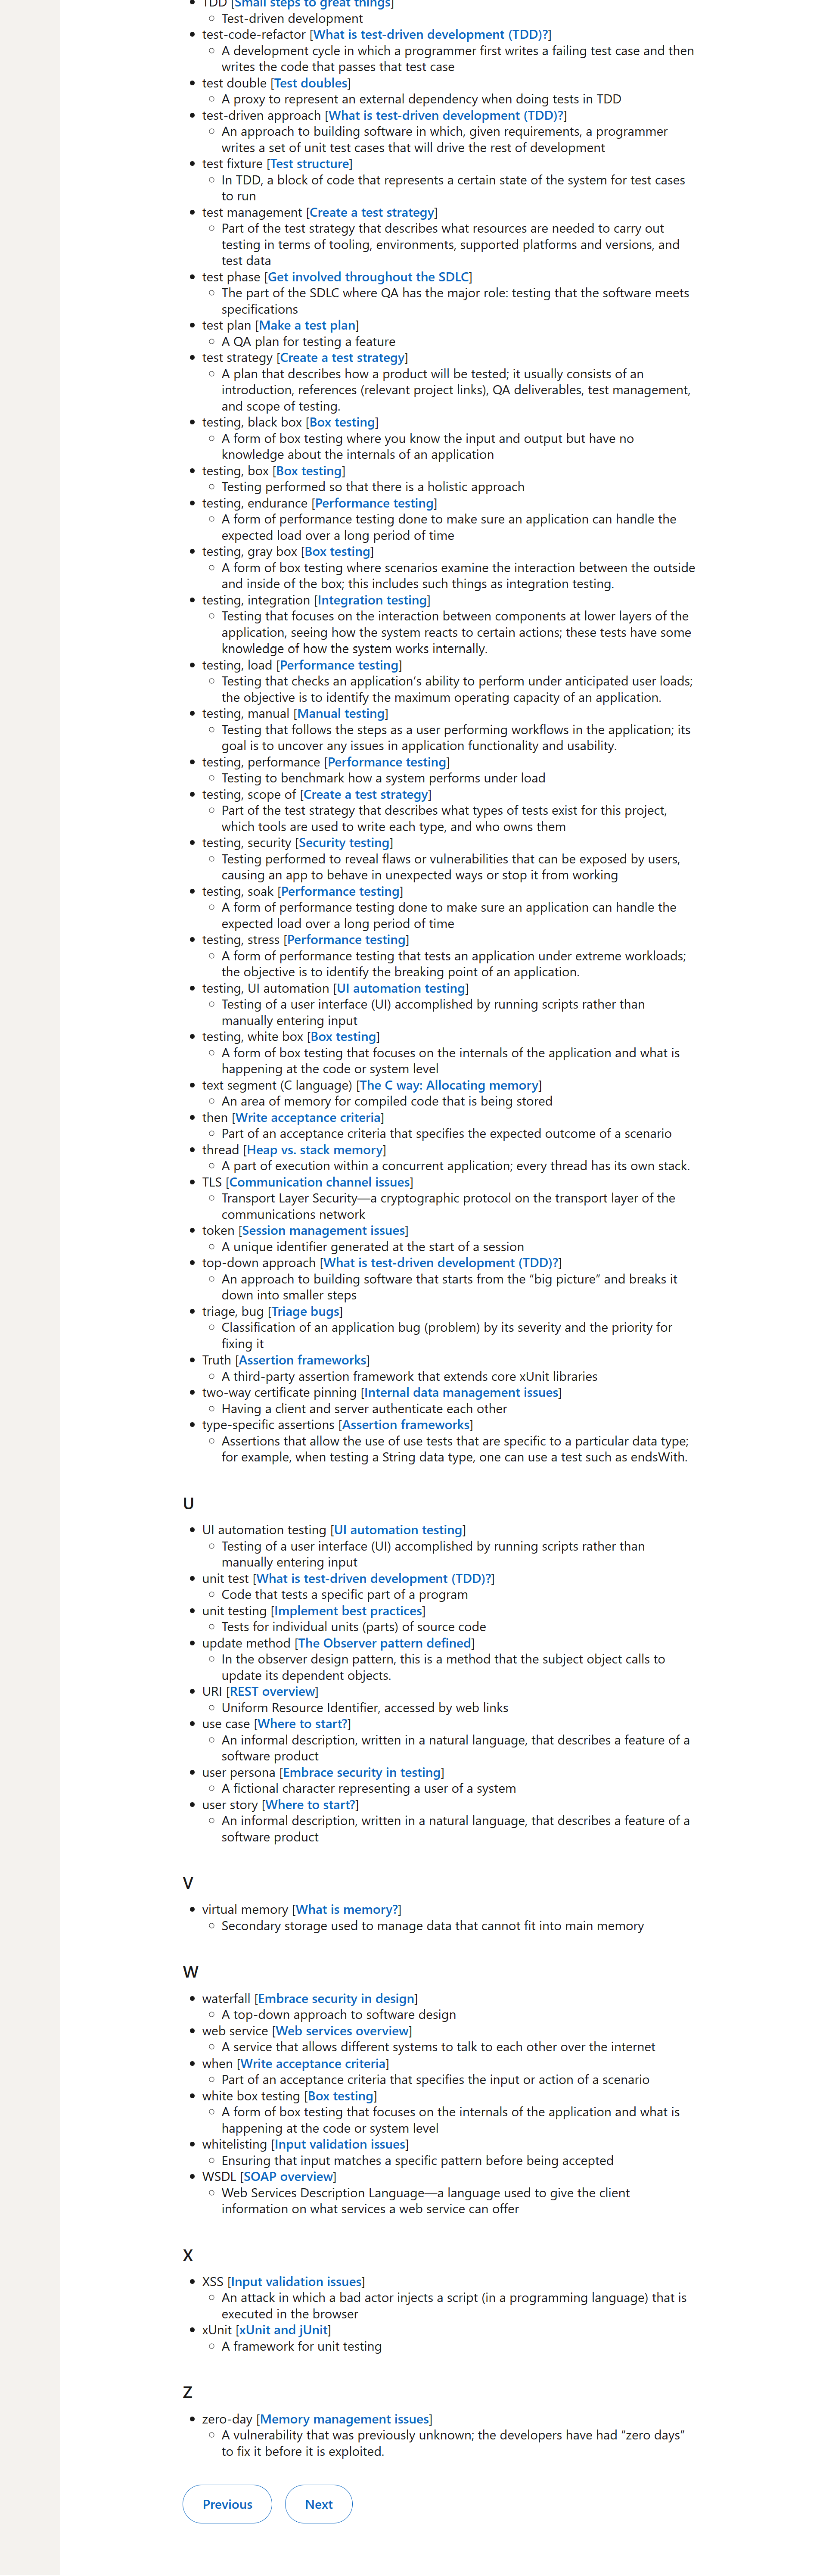 TDD [Small steps to great things]
Test-driven development
test-code-refactor [What is test-driven development (TDD)?]
A development cycle in which a programmer first writes a failing test case and then
writes the code that passes that test case
test double [Test doubles]
A proxy to represent an external dependency when doing tests in TDD
test-driven approach [What is test-driven development (TDD)?]
An approach to building software in which, given requirements, a programmer
writes a set of unit test cases that will drive the rest of development
test fixture [Test structure]
In TDD, a block of code that represents a certain state of the system for test cases
to run
test management [Create a test strategy]
Part of the test strategy that describes what resources are needed to carry out
testing in terms of tooling, environments, supported platforms and versions, and
test data
test phase [Get involved throughout the SDLC]
The part of the SDLC where QA has the major role: testing that the software meets
specifications
test plan [Make a test plan]
A QA plan for testing a feature
test strategy [Create a test strategy]
A plan that describes how a product will be tested; it usually consists of an
introduction, references (relevant project links), QA deliverables, test management,
and scope of testing.
testing, black box [Box testing]
A form of box testing where you know the input and output but have no
knowledge about the internals of an application
testing, box [Box testing]
Testing performed so that there is a holistic approach
testing, endurance [Performance testing]
A form of performance testing done to make sure an application can handle the
expected load over a long period of time
testing, gray box [Box testing]
A form of box testing where scenarios examine the interaction between the outside
and inside of the box; this includes such things as integration testing.
testing, integration [Integration testing]
Testing that focuses on the interaction between components at lower layers of the
application, seeing how the system reacts to certain actions; these tests have some
knowledge of how the system works internally.
testing, load [Performance testing]
Testing that checks an application’s ability to perform under anticipated user loads;
the objective is to identify the maximum operating capacity of an application.
testing, manual [Manual testing]
Testing that follows the steps as a user performing workflows in the application; its
goal is to uncover any issues in application functionality and usability.
testing, performance [Performance testing]
Testing to benchmark how a system performs under load
testing, scope of [Create a test strategy]
Part of the test strategy that describes what types of tests exist for this project,
which tools are used to write each type, and who owns them
testing, security [Security testing]
Testing performed to reveal flaws or vulnerabilities that can be exposed by users,
causing an app to behave in unexpected ways or stop it from working
testing, soak [Performance testing]
A form of performance testing done to make sure an application can handle the
expected load over a long period of time
testing, stress [Performance testing]
A form of performance testing that tests an application under extreme workloads;
the objective is to identify the breaking point of an application.
testing, UI automation [UI automation testing]
Testing of a user interface (UI) accomplished by running scripts rather than
manually entering input
testing, white box [Box testing]
A form of box testing that focuses on the internals of the application and what is
happening at the code or system level
text segment (C language) [The C way: Allocating memory]
An area of memory for compiled code that is being stored
then [Write acceptance criteria]
Part of an acceptance criteria that specifies the expected outcome of a scenario
thread [Heap vs. stack memory]
A part of execution within a concurrent application; every thread has its own stack.
TLS [Communication channel issues]
Transport Layer Security—a cryptographic protocol on the transport layer of the
communications network
token [Session management issues]
A unique identifier generated at the start of a session
top-down approach [What is test-driven development (TDD)?]
An approach to building software that starts from the “big picture” and breaks it
down into smaller steps
triage, bug [Triage bugs]
Classification of an application bug (problem) by its severity and the priority for
fixing it
Truth [Assertion frameworks]
A third-party assertion framework that extends core xUnit libraries
two-way certificate pinning [Internal data management issues]
Having a client and server authenticate each other
type-specific assertions [Assertion frameworks]
Assertions that allow the use of use tests that are specific to a particular data type;
for example, when testing a String data type, one can use a test such as endsWith.
U
UI automation testing [UI automation testing]
Testing of a user interface (UI) accomplished by running scripts rather than
manually entering input
unit test [What is test-driven development (TDD)?]
Code that tests a specific part of a program
unit testing [Implement best practices]
Tests for individual units (parts) of source code
update method [The Observer pattern defined]
In the observer design pattern, this is a method that the subject object calls to
update its dependent objects.
URI [REST overview]
Uniform Resource Identifier, accessed by web links
use case [Where to start?]
An informal description, written in a natural language, that describes a feature of a
software product
user persona [Embrace security in testing]
A fictional character representing a user of a system
user story [Where to start?]
An informal description, written in a natural language, that describes a feature of a
software product
V
virtual memory [What is memory?]
Secondary storage used to manage data that cannot fit into main memory
W
waterfall [Embrace security in design]
A top-down approach to software design
web service [Web services overview]
A service that allows different systems to talk to each other over the internet
when [Write acceptance criteria]
Part of an acceptance criteria that specifies the input or action of a scenario
white box testing [Box testing]
A form of box testing that focuses on the internals of the application and what is
happening at the code or system level
whitelisting [Input validation issues]
Ensuring that input matches a specific pattern before being accepted
WSDL [SOAP overview]
Web Services Description Language—a language used to give the client
information on what services a web service can offer
X
XSS [Input validation issues]
An attack in which a bad actor injects a script (in a programming language) that is
executed in the browser
xUnit [xUnit and jUnit]
A framework for unit testing
Z
zero-day [Memory management issues]
A vulnerability that was previously unknown; the developers have had “zero days”
to fix it before it is exploited.
Previous Next